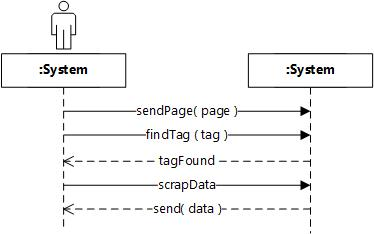 :System
:System
sendPage( page )
findTag ( tag )
tagFound
scrapData
send( data )